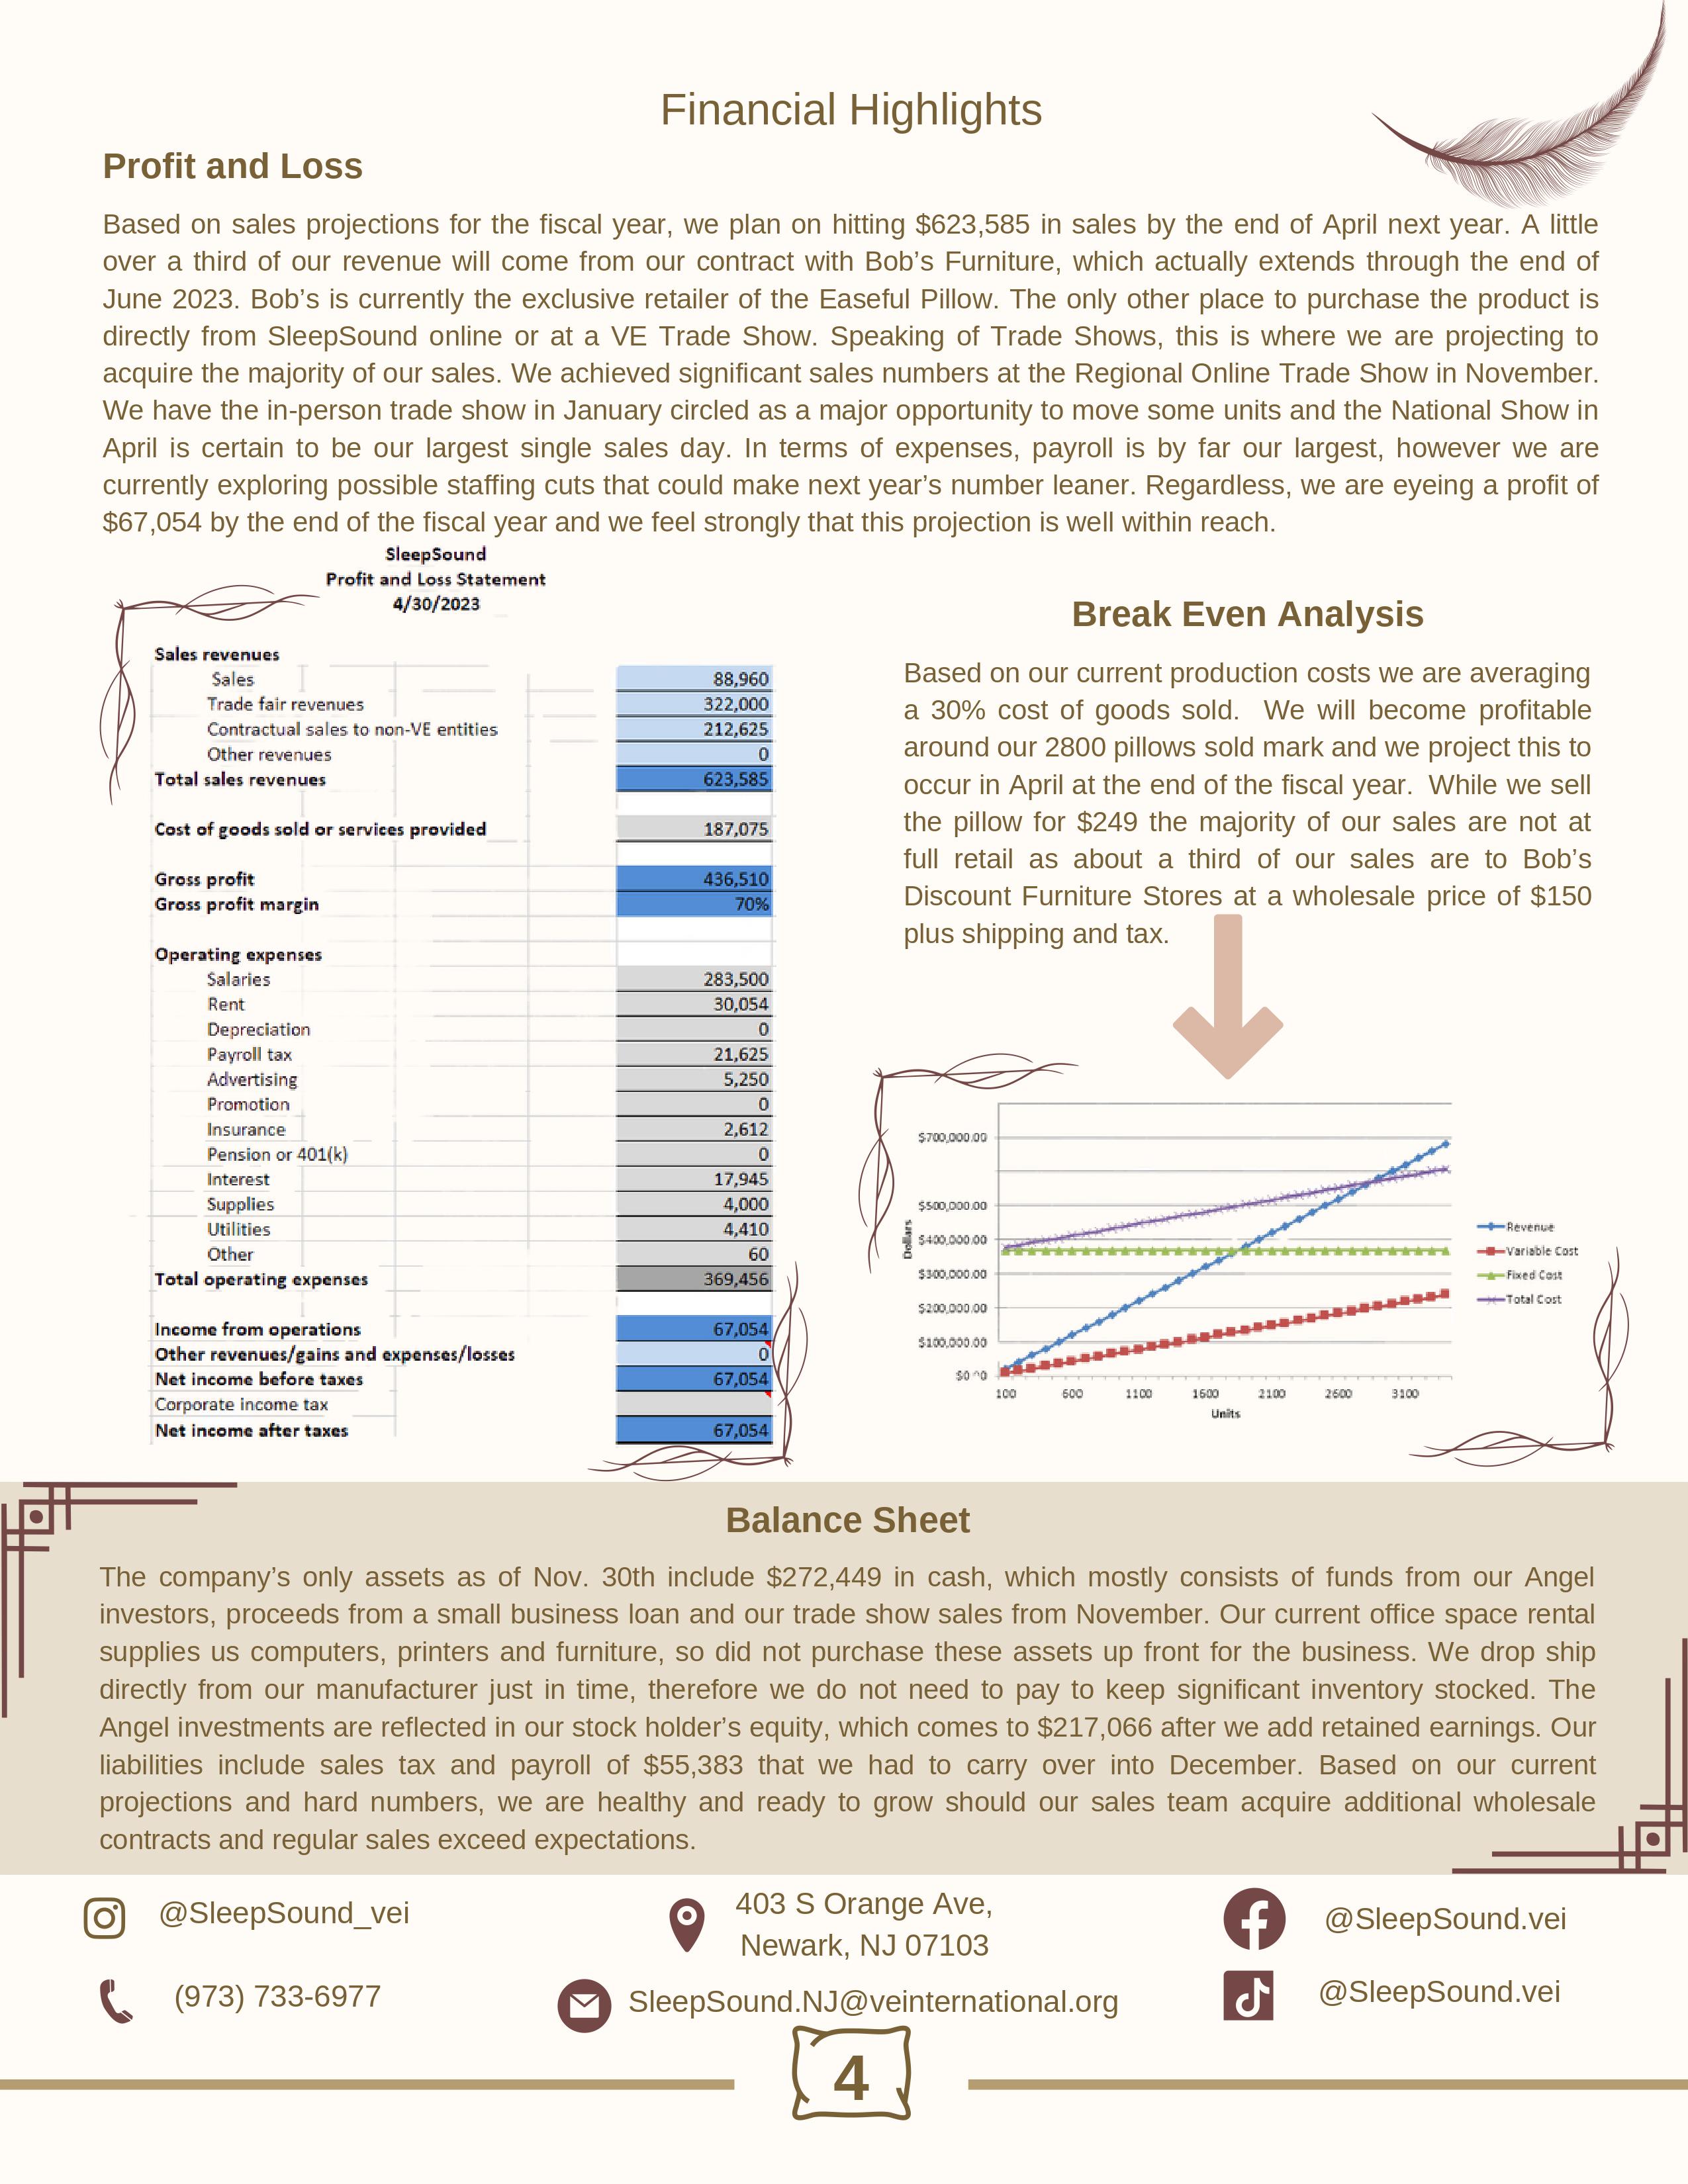 Financial Highlights
Profit and Loss
Based on sales projections for the fiscal year, we plan on hitting $623,585 in sales by the end of April next year. A little
over a third of our revenue will come from our contract with Bob’s Furniture, which actually extends through the end of
June 2023. Bob’s is currently the exclusive retailer of the Easeful Pillow. The only other place to purchase the product is
directly from SleepSound online or at a VE Trade Show. Speaking of Trade Shows, this is where we are projecting to
acquire the majority of our sales. We achieved significant sales numbers at the Regional Online Trade Show in November.
We have the in-person trade show in January circled as a major opportunity to move some units and the National Show in
April is certain to be our largest single sales day. In terms of expenses, payroll is by far our largest, however we are
currently exploring possible staffing cuts that could make next year’s number leaner. Regardless, we are eyeing a profit of
$67,054 by the end of the fiscal year and we feel strongly that this projection is well within reach.
SleepSound
Profit and Loss Statement
4/30/2023
Sales revenues
Sales 88,960
Trade fair revenues 322,000
Contractual sales to non-VE entities 212,625
Other revenues 0
Total sales revenues 623,585
Cost of goods sold or services provided 187,075
Gross profit 436,510
Gross profit margin 70%
Operating expenses
Salaries 283,500
Rent 30,054
Depreciation 0
Payroll tax 21,625
Advertising 5,250
Promotion 0
Insurance 2,612
Pension or 401(k) 0
Interest 17,945
Supplies 4,000
Utilities 4,410
Other 60
Total operating expenses 369,456
Income from operations 67,054
Other revenues/gains and expenses/losses 0
Net income before taxes 67,054
Corporate income tax
Net income after taxes 67,054
Break Even Analysis
Based on our current production costs we are averaging
a 30% cost of goods sold. We will become profitable
around our 2800 pillows sold mark and we project this to
occur in April at the end of the fiscal year. While we sell
the pillow for $249 the majority of our sales are not at
full retail as about a third of our sales are to Bob’s
Discount Furniture Stores at a wholesale price of $150
plus shipping and tax.
$700,000.00
$500,000.00
$400,000.00
$300,000.00
$200,000.00
$100,000.00
Dollars
100 600 1100 1600 2100 2600 3100
Units
Revenue
Variable Cost
Fixed Cost
Total Cost
Balance Sheet
The company’s only assets as of Nov. 30th include $272,449 in cash, which mostly consists of funds from our Angel
investors, proceeds from a small business loan and our trade show sales from November. Our current office space rental
supplies us computers, printers and furniture, so did not purchase these assets up front for the business. We drop ship
directly from our manufacturer just in time, therefore we do not need to pay to keep significant inventory stocked. The
Angel investments are reflected in our stock holder’s equity, which comes to $217,066 after we add retained earnings. Our
liabilities include sales tax and payroll of $55,383 that we had to carry over into December. Based on our current
projections and hard numbers, we are healthy and ready to grow should our sales team acquire additional wholesale
contracts and regular sales exceed expectations.
@SleepSound_vei
(973) 733-6977
403 S Orange Ave,
Newark, NJ 07103
SleepSound.NJ@veinternational.org
@SleepSound.vei
@SleepSound.vei
4